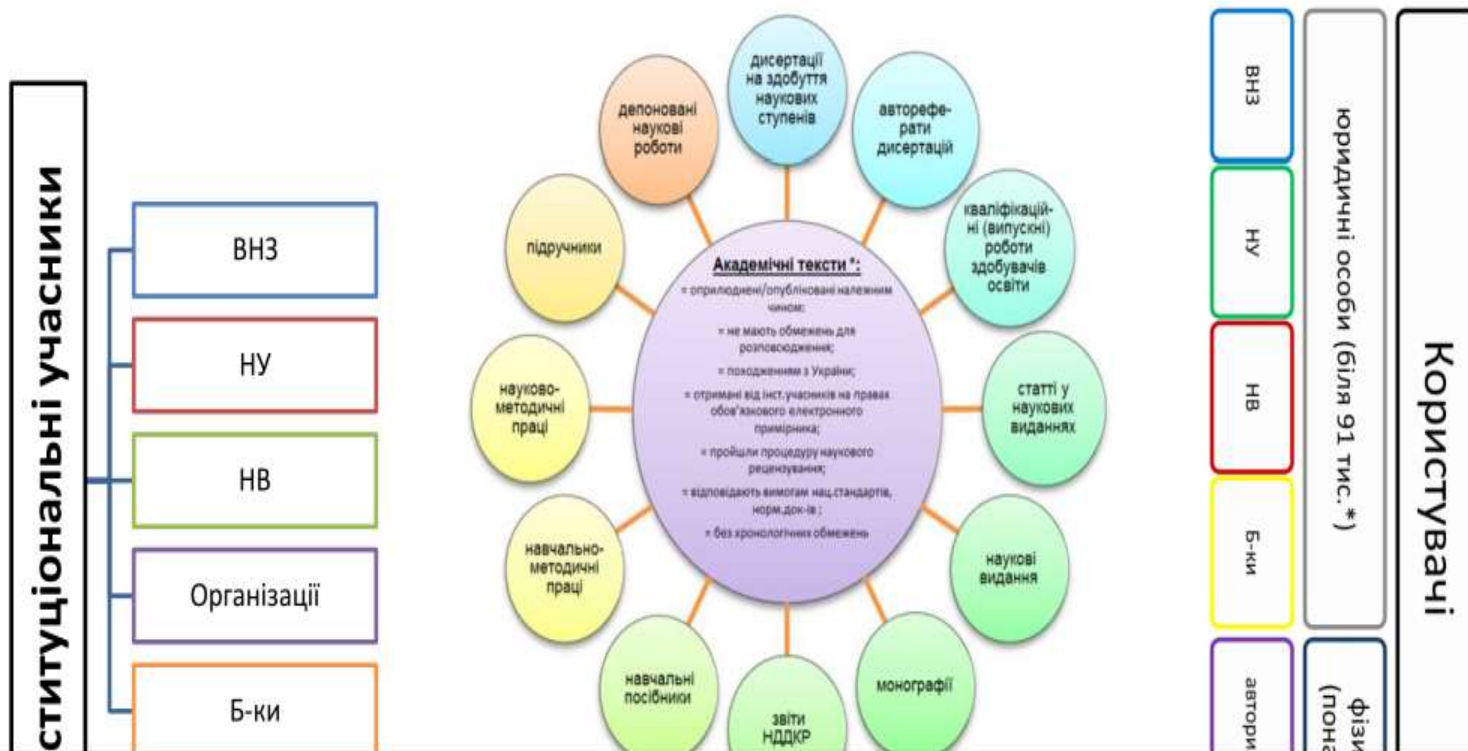 ституціональні учасники
ВНЗ
НУ
НВ
Організації
Б-ки
дисертації
на здобуття
наукових
ступенів
авторефе-
рати
дисертацій
кваліфікацій-
ні (випускні)
роботи
здобувачів
освіти
статті у
наукових
виданнях
наукові
видання
монографії
звіти
НДДКР
навчальні
посібники
навчально-
методичні
праці
науково-
методичні
праці
підручники
депоновані
наукові
роботи
Академічні тексти *:
= оприлюднені/опубліковані належним
чином;
= не мають обмежень для
розповсюдження;
= походженням з України;
= отримані від інст.учасників на правах
обов'язкового електронного
примірника;
= пройшли процедуру наукового
рецензування;
= відповідають вимогам нац.стандартів,
норм.док-ів ;
= без хронологічних обмежень
ВНЗ
НУ
НВ
Б-ки
автори
юридичні особи (біля 91 тис.*)
фізи
(пона
Користувачі